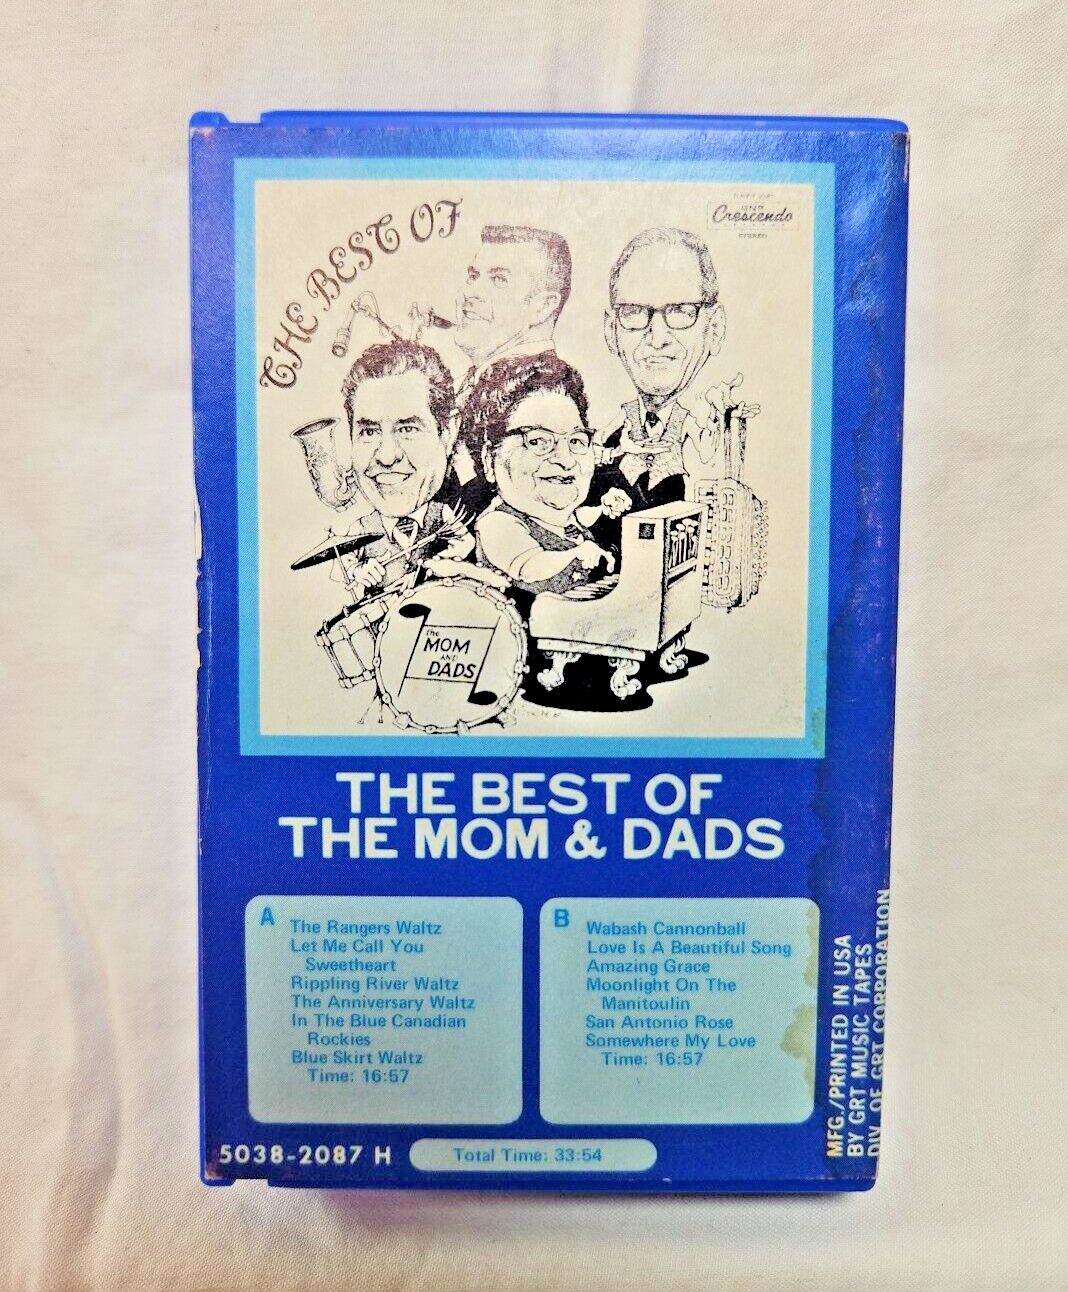 THE BEST OF
GNP
Crescendo
STEREO
The
MOM
AND
DADS
THE BEST OF
THE MOM & DADS
A
The Rangers Waltz
Let Me Call You
Sweetheart
Rippling River Waltz
The Anniversary Waltz
In The Blue Canadian
Rockies
Blue Skirt Waltz
Time: 16:57
B
Wabash Cannonball
Love Is A Beautiful Song
Amazing Grace
Moonlight On The
Manitoulin
San Antonio Rose
Somewhere My Love
Time: 16:57
5038-2087 H
Total Time: 33:54
MFG./PRINTED IN USA
BY GRT MUSIC TAPES
DIV. OF GRT CORPORATION